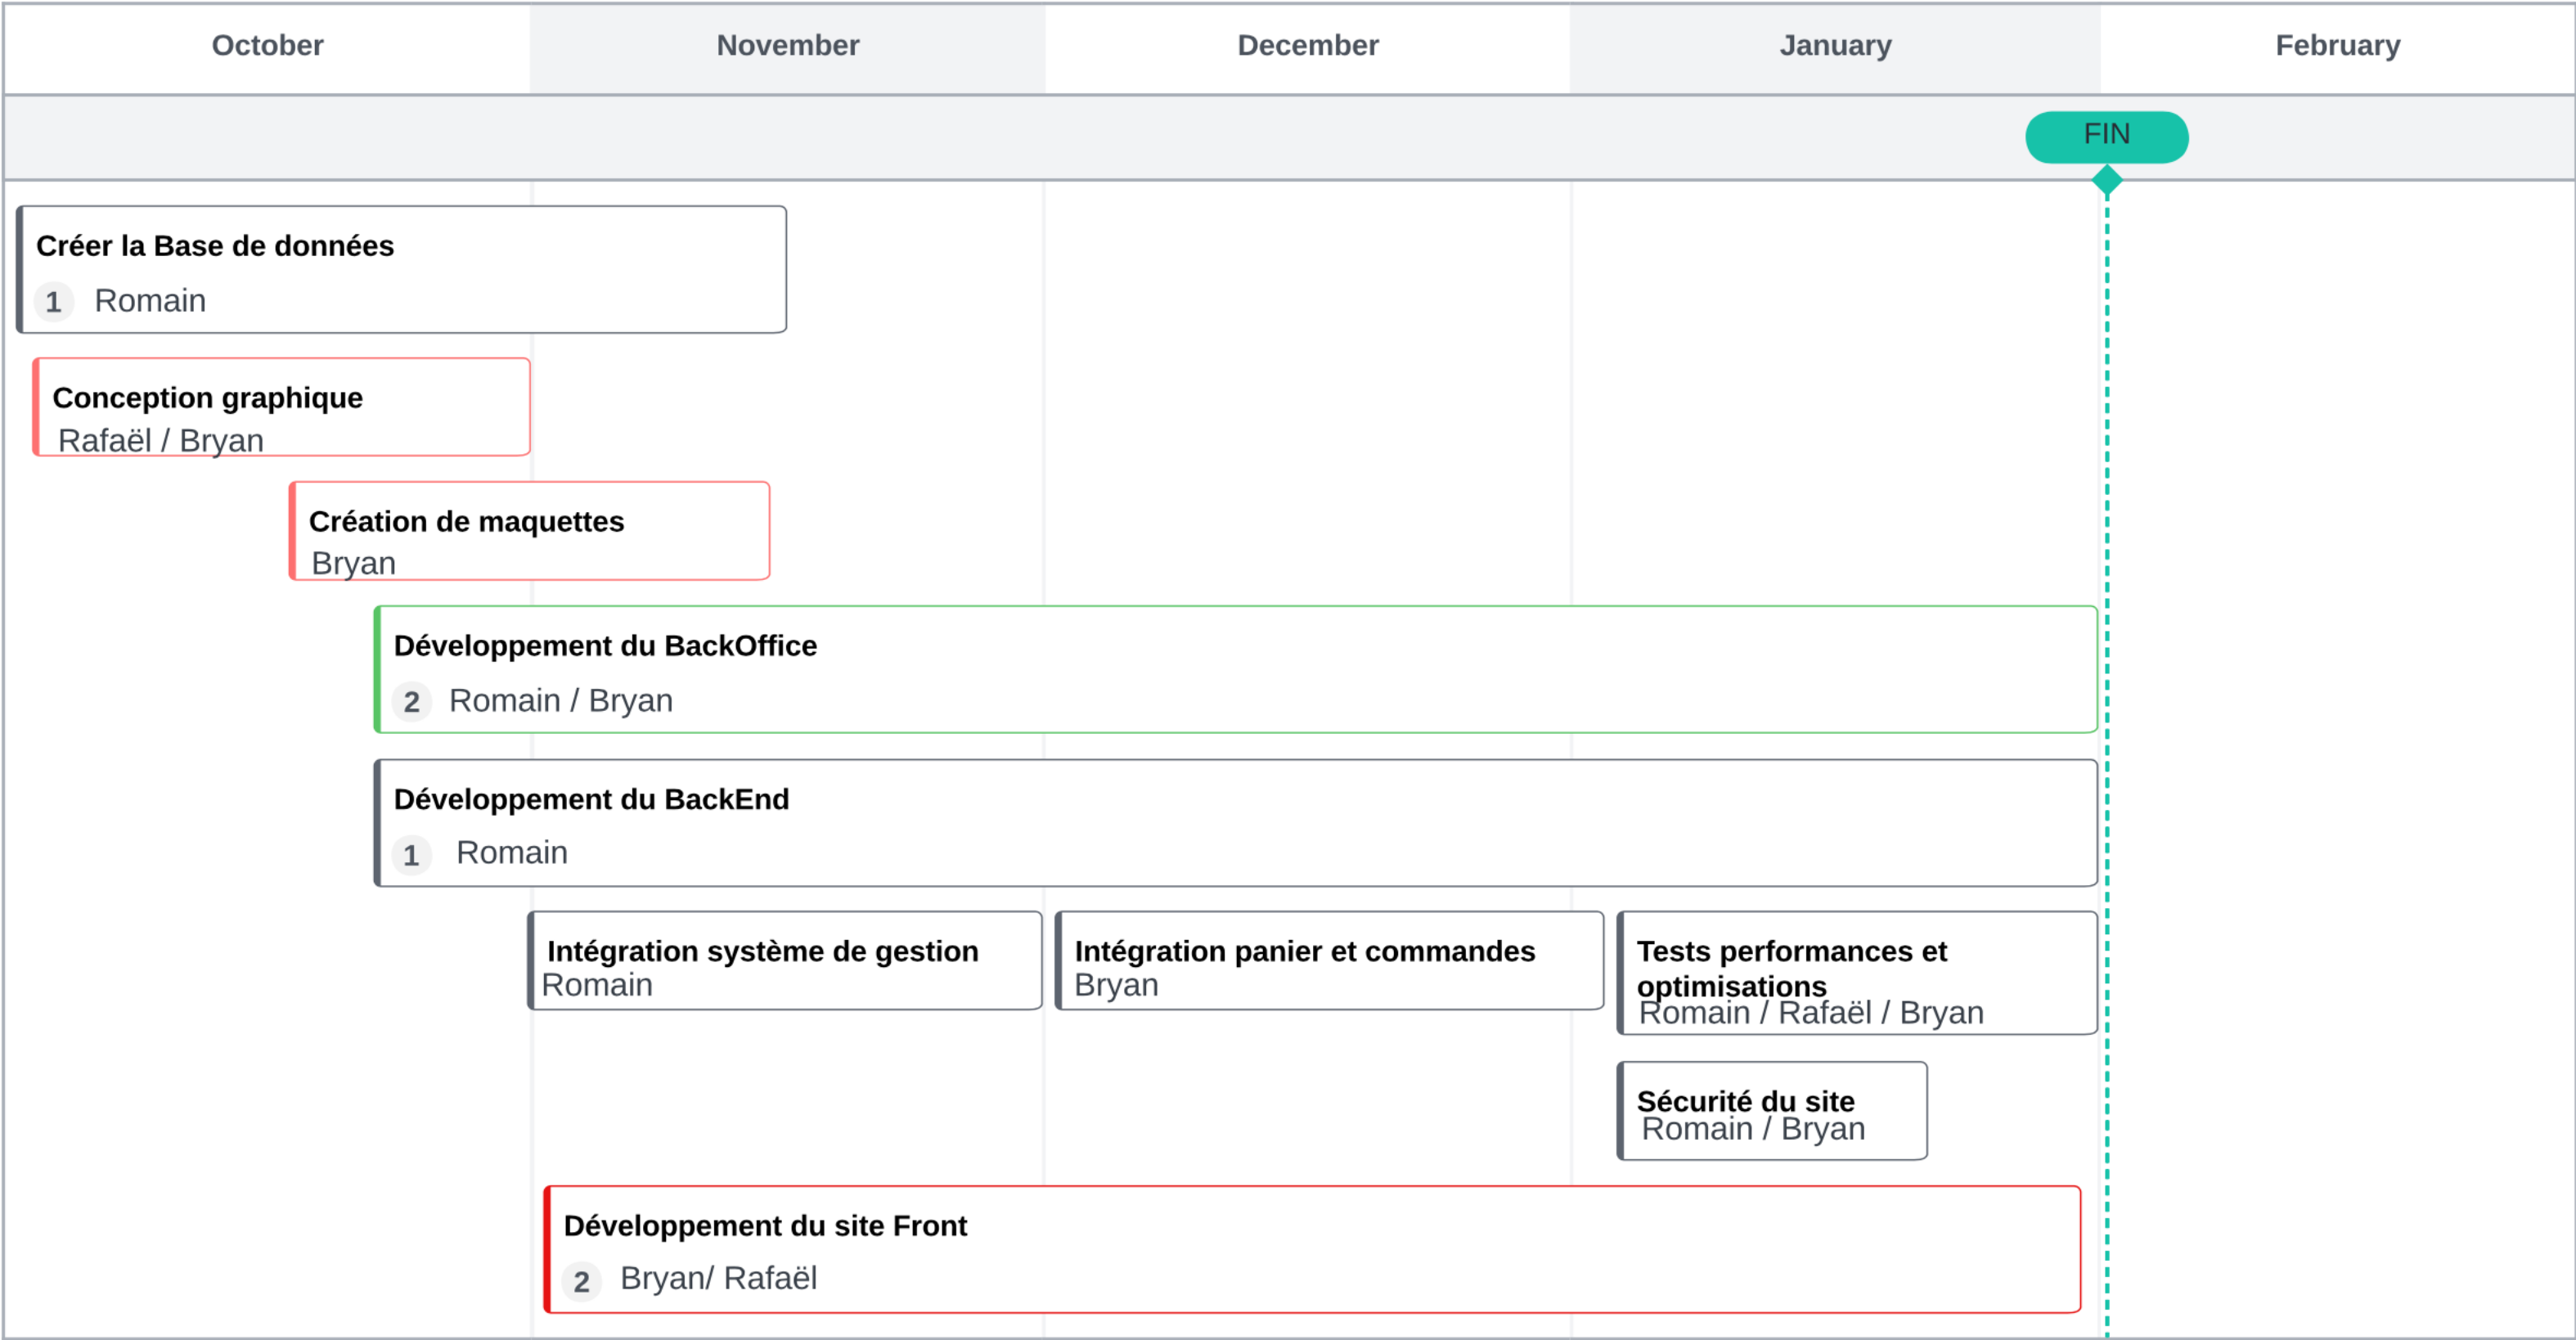 October
November
December
January
February
FIN
Créer la Base de données
1 Romain
Conception graphique
Rafaël / Bryan
Création de maquettes
Bryan
Développement du BackOffice
2 Romain / Bryan
Développement du BackEnd
1 Romain
Intégration système de gestion
Romain
Intégration panier et commandes
Bryan
Tests performances et
optimisations
Romain / Rafaël / Bryan
Sécurité du site
Romain / Bryan
Développement du site Front
2 Bryan/ Rafaël